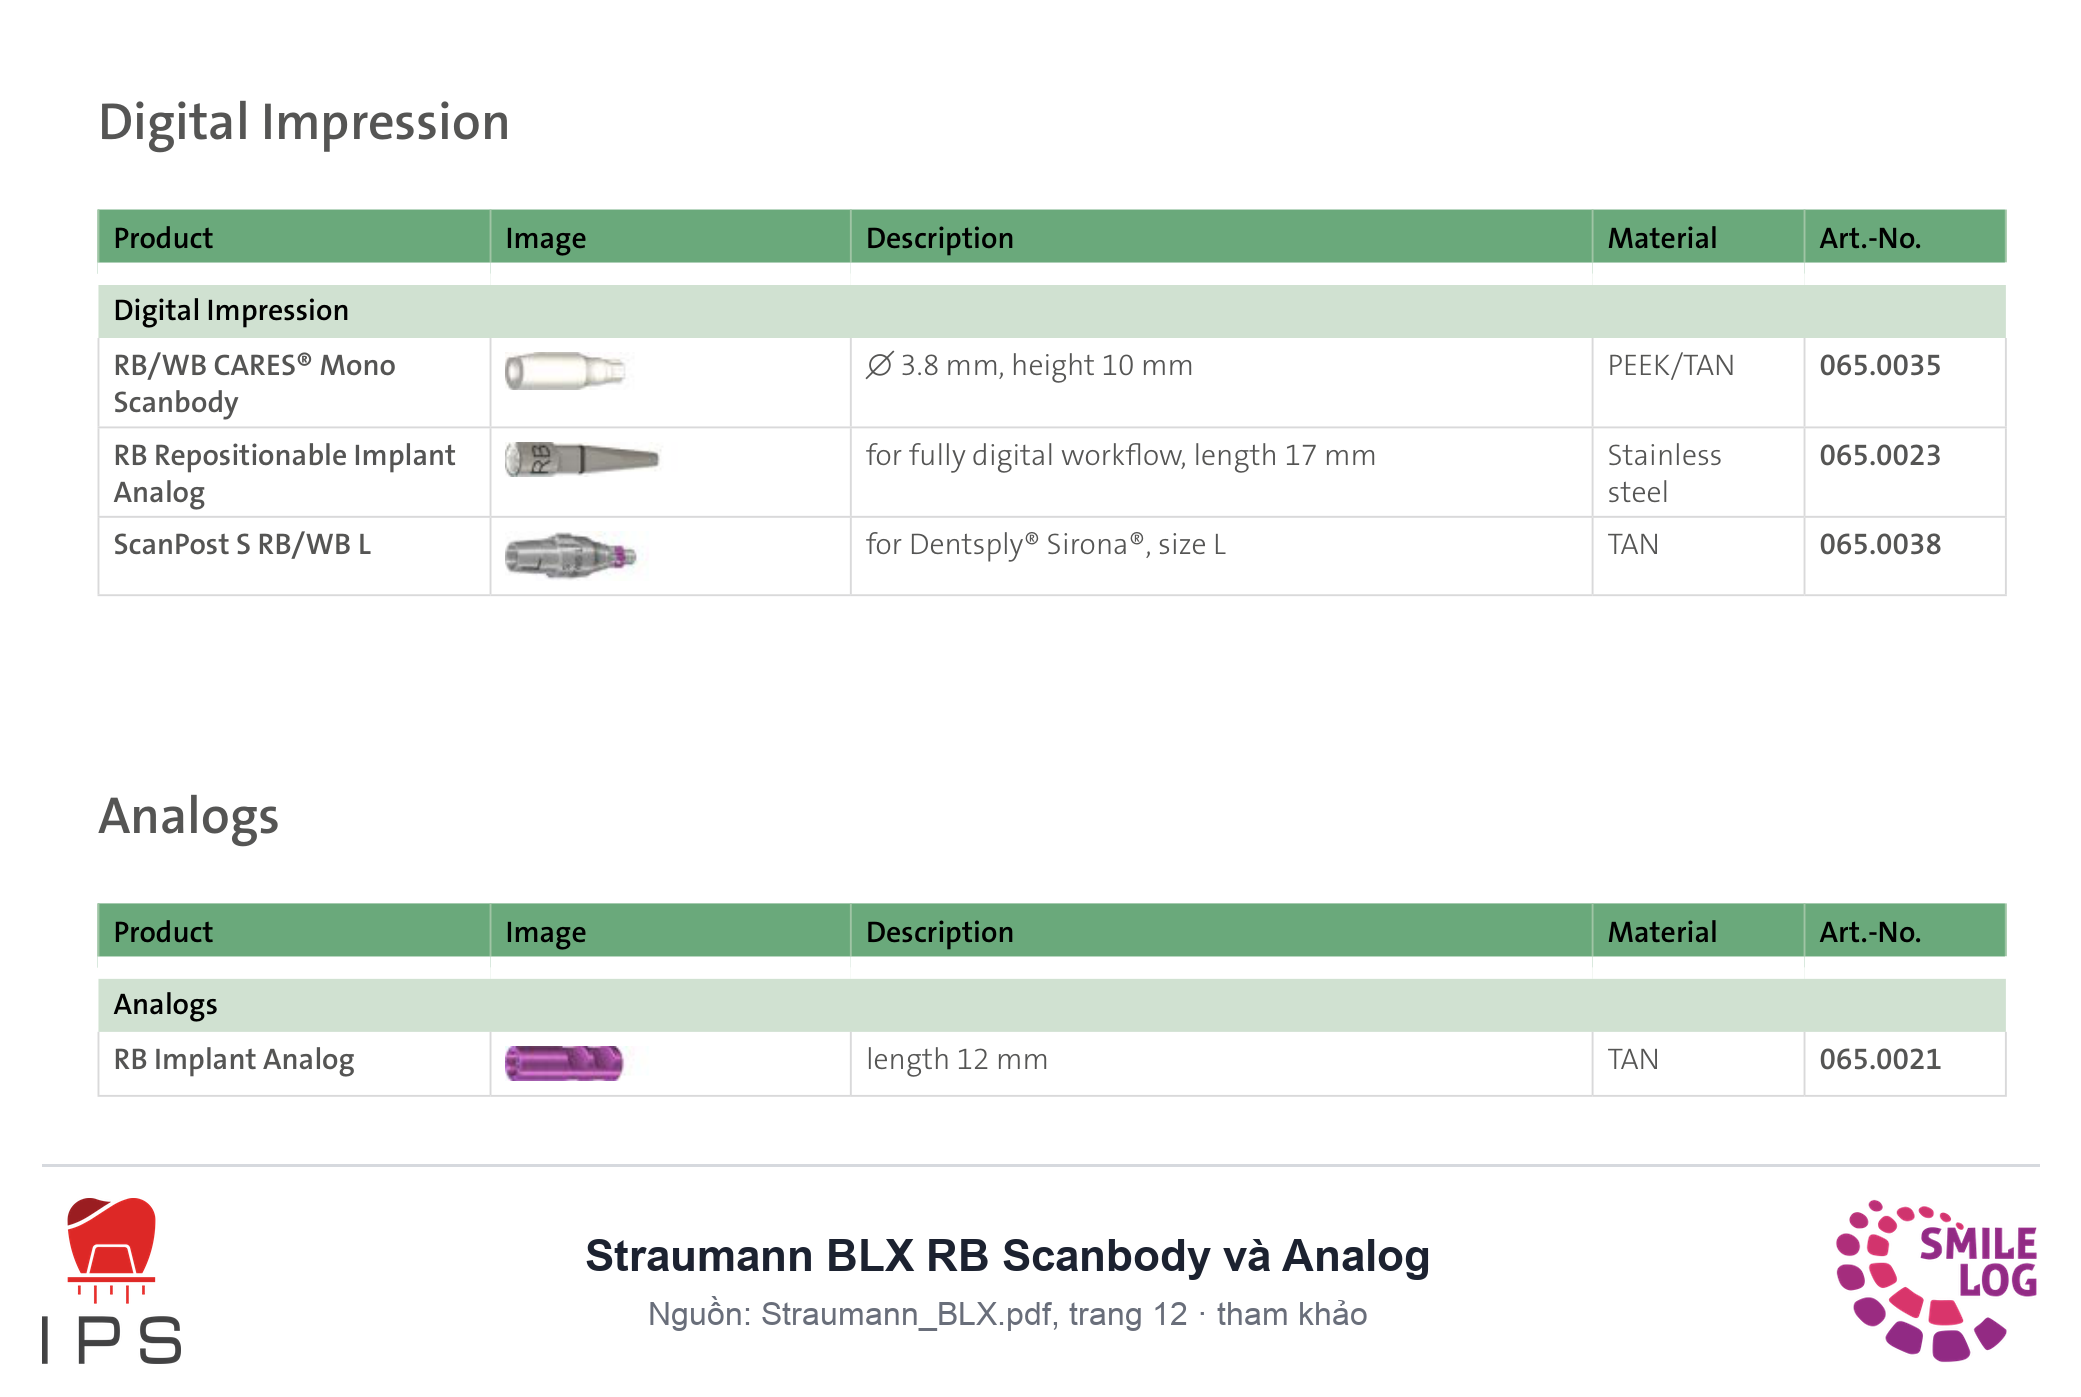 Digital Impression
Product Image Description Material Art.-No.
Digital Impression
RB/WB CARES® Mono Scanbody Ø 3.8 mm, height 10 mm PEEK/TAN 065.0035
RB Repositionable Implant Analog RB for fully digital workflow, length 17 mm Stainless steel 065.0023
ScanPost S RB/WB L for Dentsply® Sirona®, size L TAN 065.0038
Analogs
Product Image Description Material Art.-No.
Analogs
RB Implant Analog length 12 mm TAN 065.0021
IPS
Straumann BLX RB Scanbody và Analog
Nguồn: Straumann_BLX.pdf, trang 12 · tham khảo
SMILE
LOG